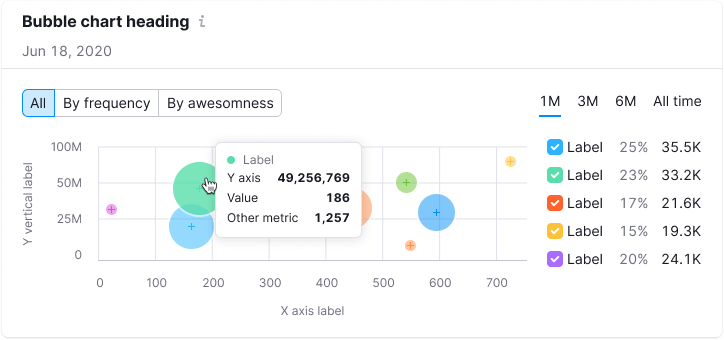 Bubble chart heading i
Jun 18, 2020
All By frequency By awesomness
1M 3M 6M All time
Y vertical label
100M
50M
25M
0
Label
Y axis 49,256,769
Value 186
Other metric 1,257
0 100 200 300 400 500 600 700
X axis label
Label 25% 35.5K
Label 23% 33.2K
Label 17% 21.6K
Label 15% 19.3K
Label 20% 24.1K